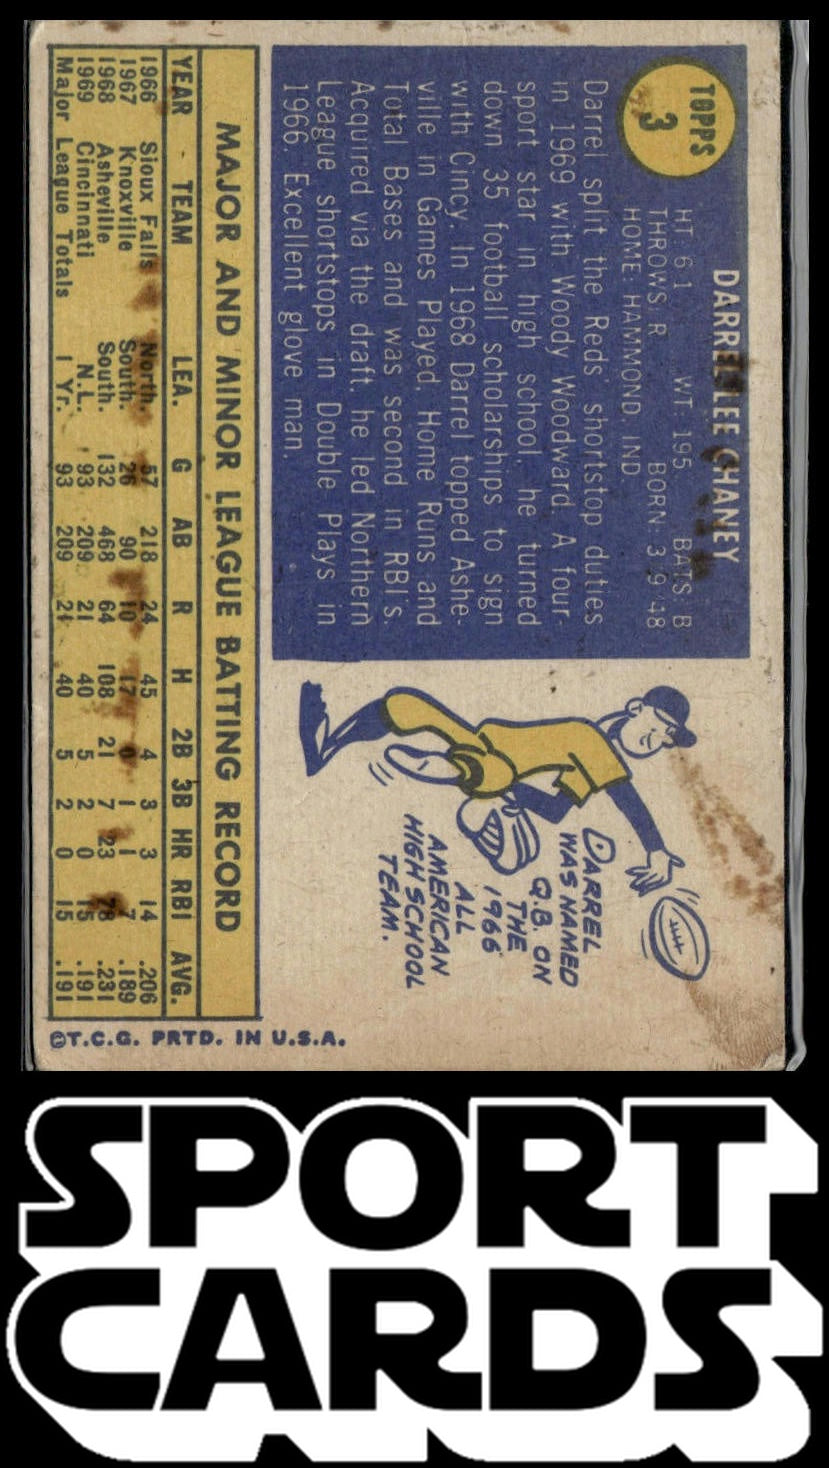 TOPPS
3
DARREL LEE CHANEY
HT: 6'1 WT: 195 BATS: B
THROWS: R BORN: 3-9-48
HOME: HAMMOND, IND.
Darrel split the Reds' shortstop duties
in 1969 with Woody Woodward. A four-
sport star in high school, he turned
down 35 football scholarships to sign
with Cincy. In 1968 Darrel topped Ashe-
ville in Games Played, Home Runs and
Total Bases and was second in RBI's.
Acquired via the draft, he led Northern
League shortstops in Double Plays in
1966. Excellent glove man.
DARREL
WAS NAMED
Q.B. ON
THE
1966
ALL
AMERICAN
HIGH SCHOOL
TEAM.
MAJOR AND MINOR LEAGUE BATTING RECORD
YEAR TEAM LEA. G AB R H 2B 3B HR RBI AVG.
1966 Sioux Falls North. 57 218 24 45 4 3 3 14 .206
1967 Knoxville South. 26 90 10 17 0 1 1 7 .189
1968 Asheville South. 132 468 64 108 21 7 23 78 .231
1969 Cincinnati N.L. 93 209 21 40 5 2 0 15 .191
Major League Totals 1 Yr. 93 209 21 40 5 2 0 15 .191
©T.C.G. PRTD. IN U.S.A.
SPORT
CARDS